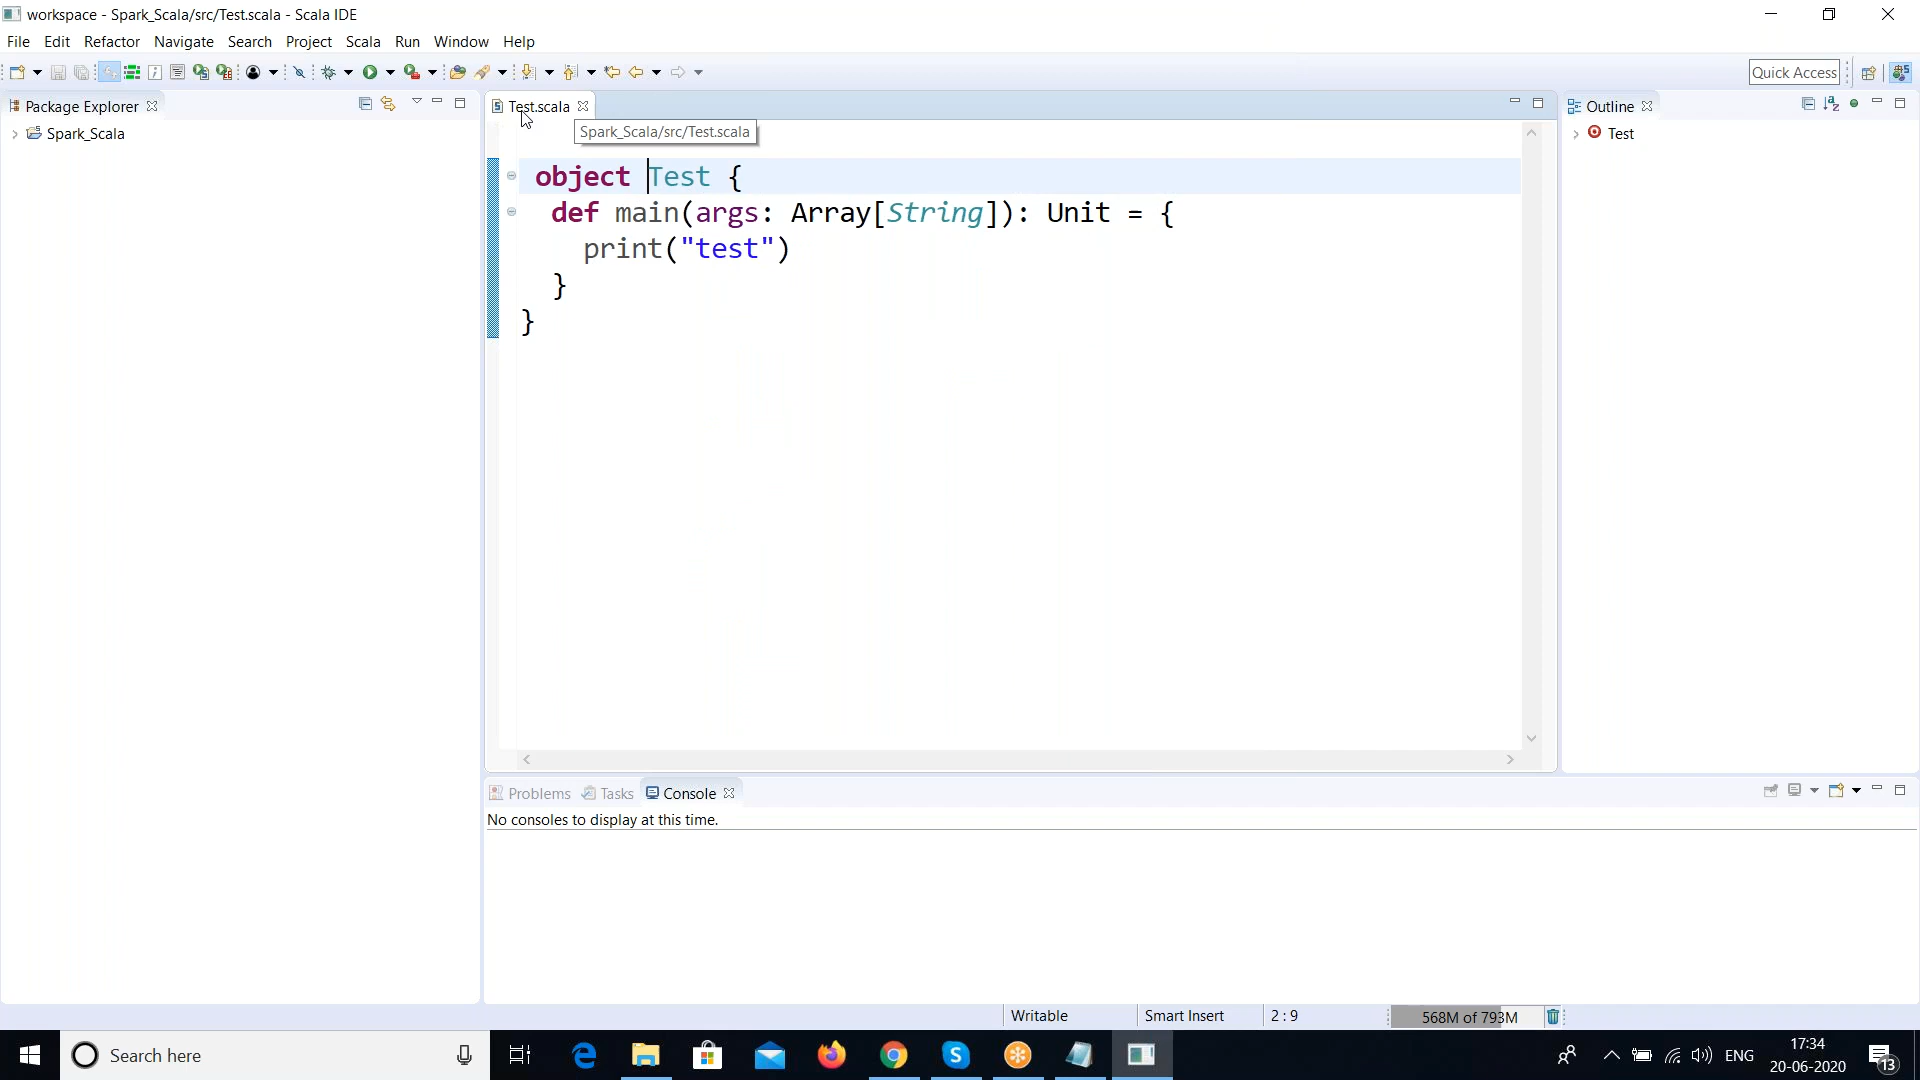 workspace - Spark_Scala/src/Test.scala - Scala IDE
File Edit Refactor Navigate Search Project Scala Run Window Help
Quick Access
Package Explorer
Test.scala
Outline
Spark_Scala
Spark_Scala/src/Test.scala
Test
object Test {
def main(args: Array[String]): Unit = {
print("test")
}
}
Problems Tasks Console
No consoles to display at this time.
Writable Smart Insert 2 : 9 568M of 793M
Search here
ENG
17:34
20-06-2020
13